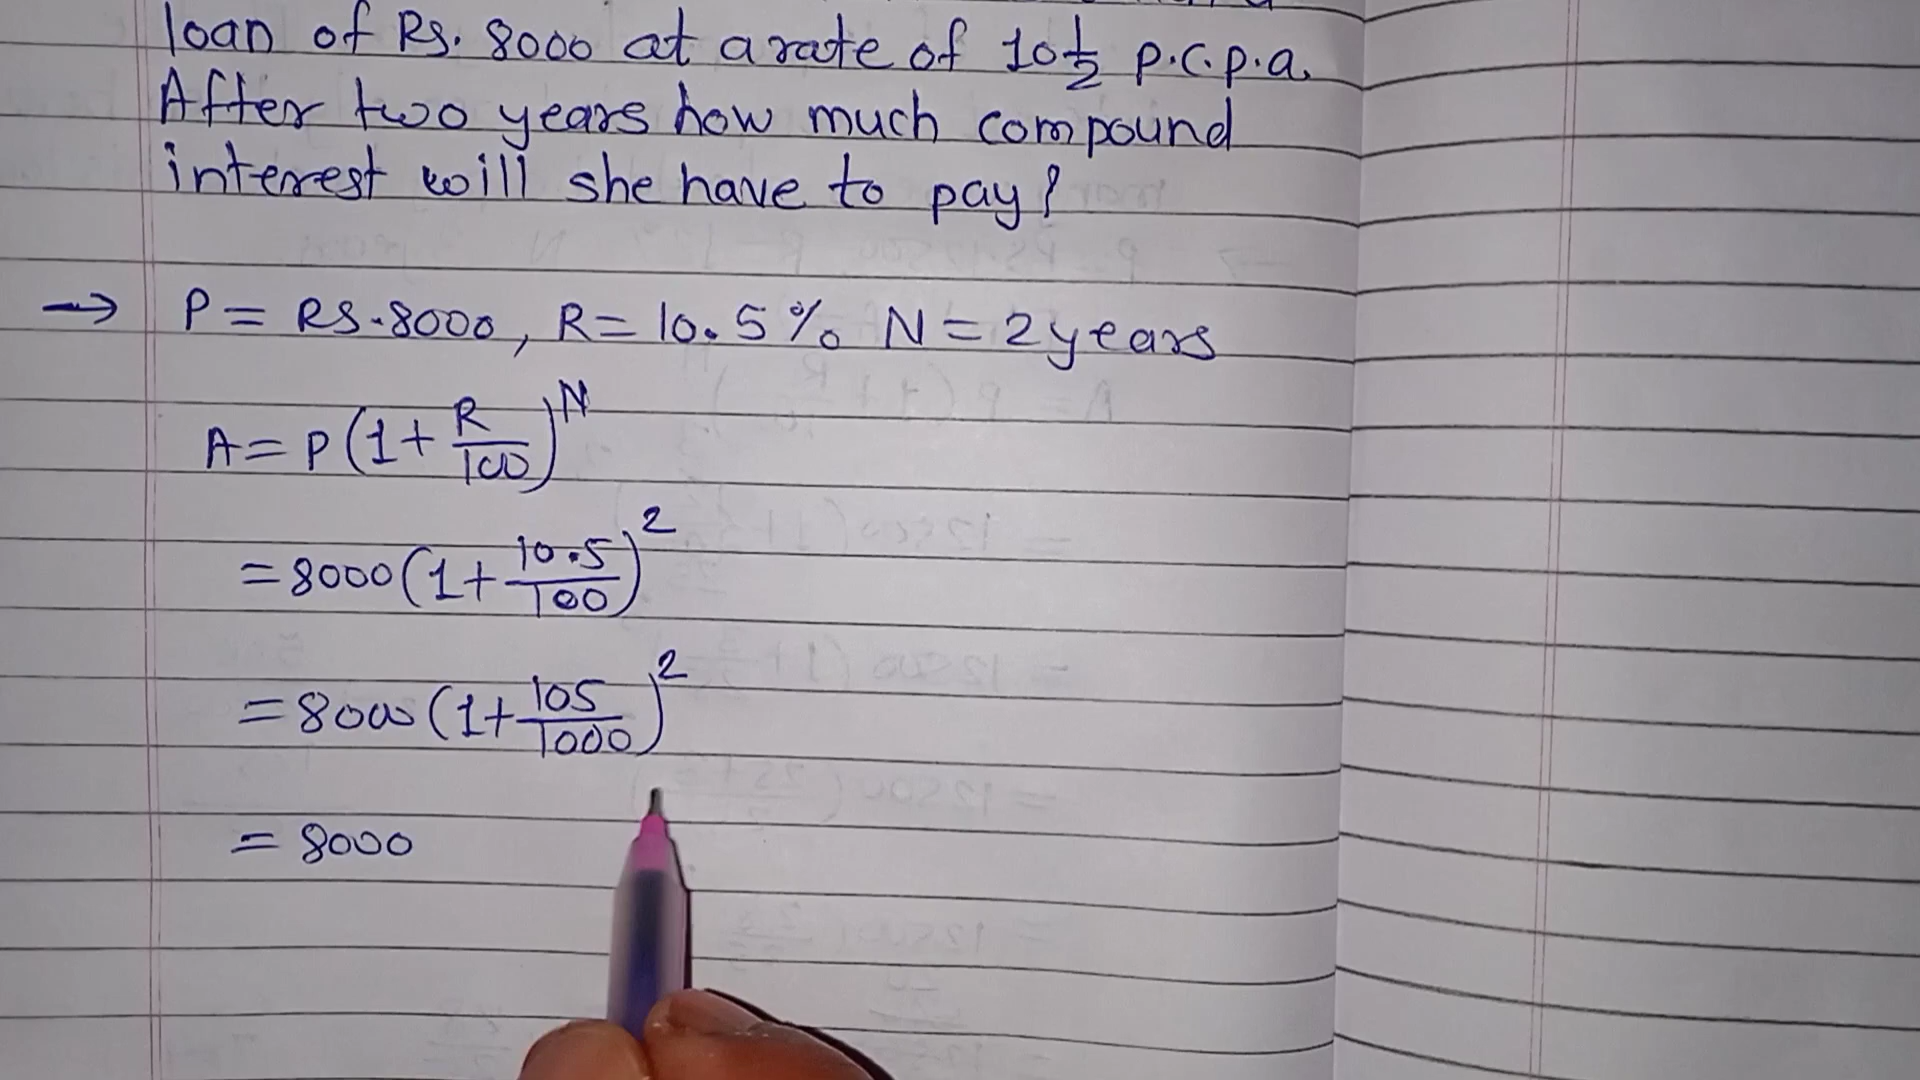 loan of Rs. 8000 at a rate of 10 1/2 p.c.p.a.
After two years how much compound
interest will she have to pay?
→ P = RS. 8000, R = 10.5% N = 2 years
A = P(1 + R/100)^N
= 8000(1 + 10.5/100)^2
= 8000(1 + 105/1000)^2
= 8000